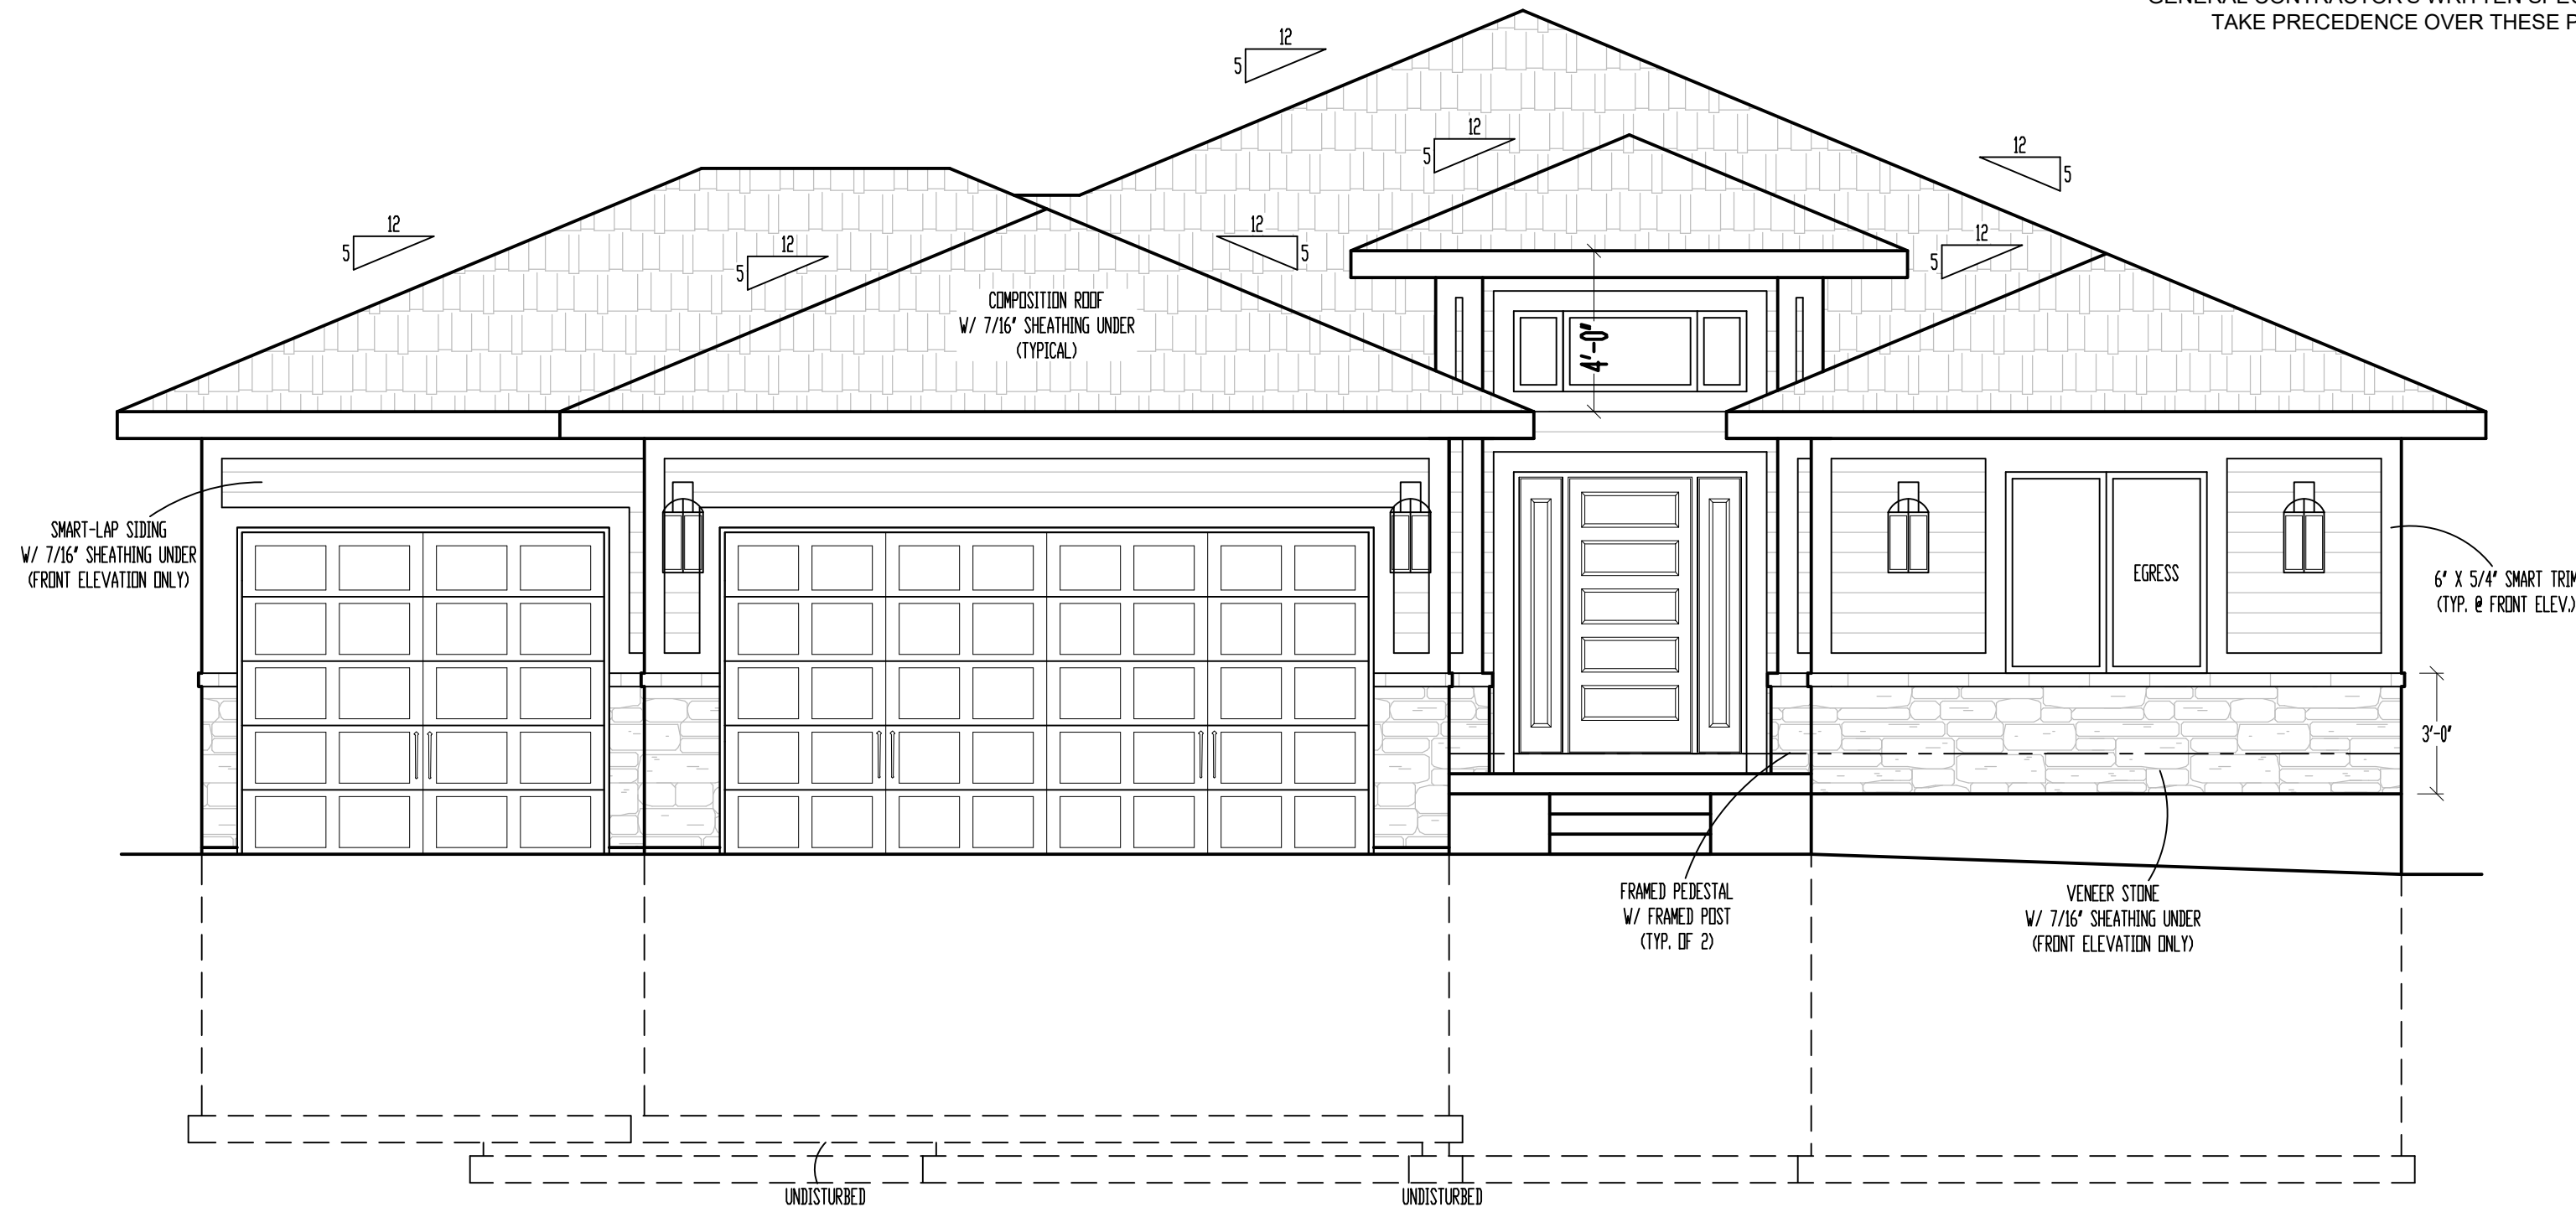 GENERAL CONTRACTOR'S WRITTEN
TAKE PRECEDENCE OVER THESE
12
5
12
5
12
5
12
5
12
5
12
5
12
5
COMPOSITION ROOF
W/ 7/16" SHEATHING UNDER
(TYPICAL)
4'-0"
SMART-LAP SIDING
W/ 7/16" SHEATHING UNDER
(FRONT ELEVATION ONLY)
EGRESS
6" X 5/4" SMART TRIM
(TYP. @ FRONT ELEV.)
3'-0"
FRAMED PEDESTAL
W/ FRAMED POST
(TYP. OF 2)
VENEER STONE
W/ 7/16" SHEATHING UNDER
(FRONT ELEVATION ONLY)
UNDISTURBED
UNDISTURBED